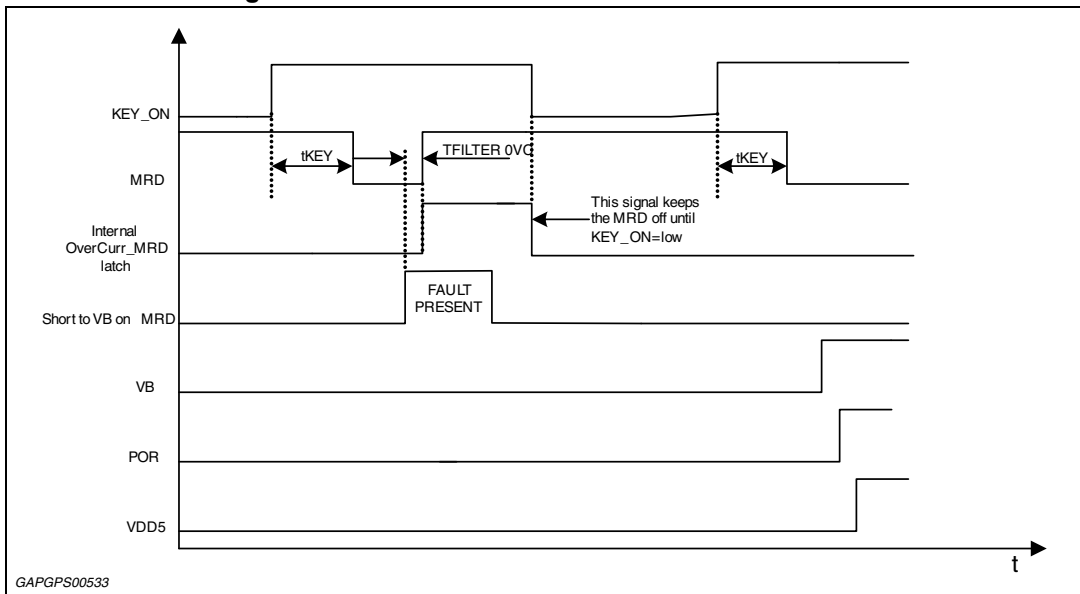 KEY_ON
tKEY
TFILTER 0VC
tKEY
MRD
This signal keeps
the MRD off until
KEY_ON=low
Internal
OverCurr_MRD
latch
FAULT
PRESENT
Short to VB on MRD
VB
POR
VDD5
t
GAPGPS00533